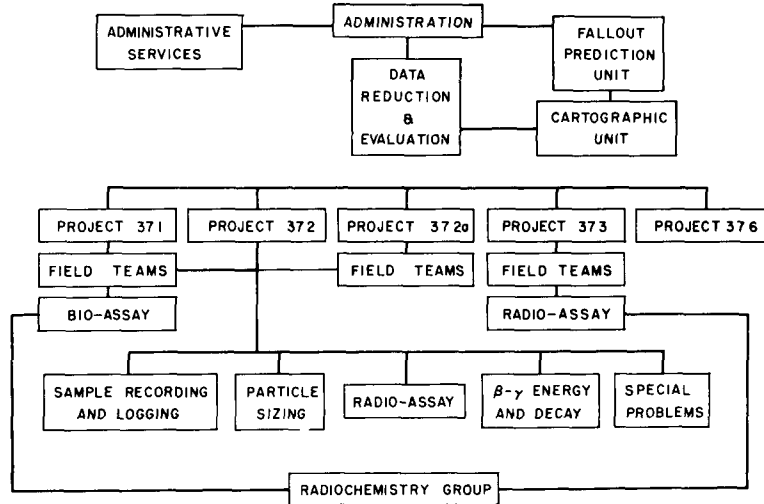 ADMINISTRATION
ADMINISTRATIVE
SERVICES
FALLOUT
PREDICTION
UNIT
DATA
REDUCTION
&
EVALUATION
CARTOGRAPHIC
UNIT
PROJECT 371
PROJECT 372
PROJECT 372a
PROJECT 373
PROJECT 376
FIELD TEAMS
FIELD TEAMS
FIELD TEAMS
BIO-ASSAY
RADIO-ASSAY
SAMPLE RECORDING
AND LOGGING
PARTICLE
SIZING
RADIO-ASSAY
β-γ ENERGY
AND DECAY
SPECIAL
PROBLEMS
RADIOCHEMISTRY GROUP